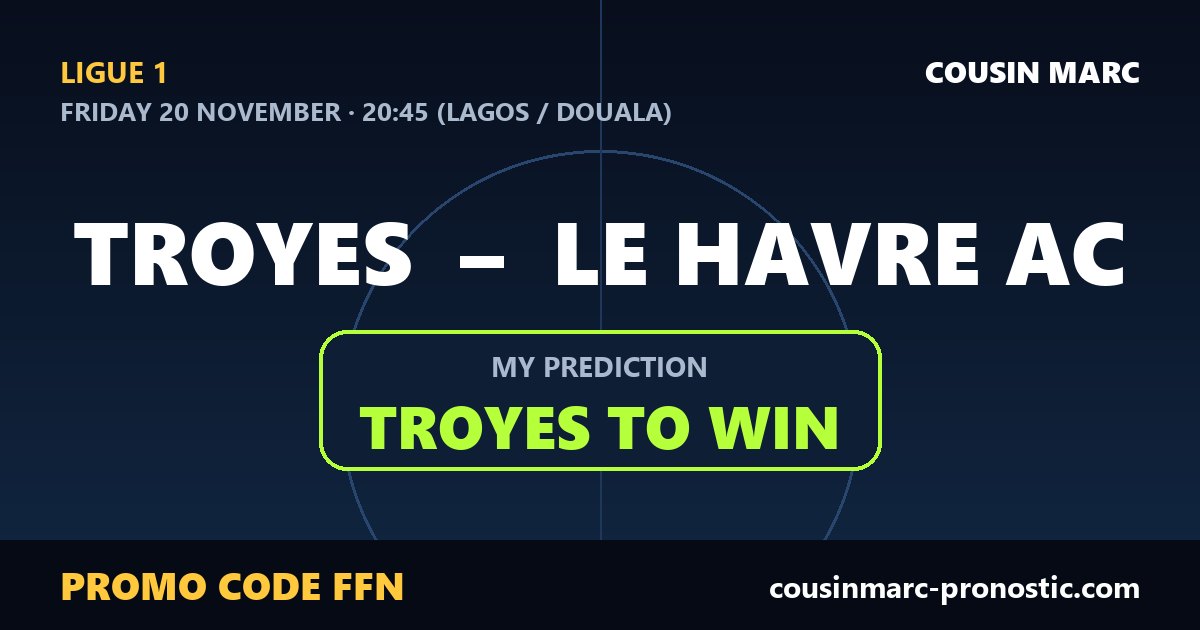 LIGUE 1
COUSIN MARC
FRIDAY 20 NOVEMBER · 20:45 (LAGOS / DOUALA)
TROYES – LE HAVRE AC
MY PREDICTION
TROYES TO WIN
PROMO CODE FFN
cousinmarc-pronostic.com